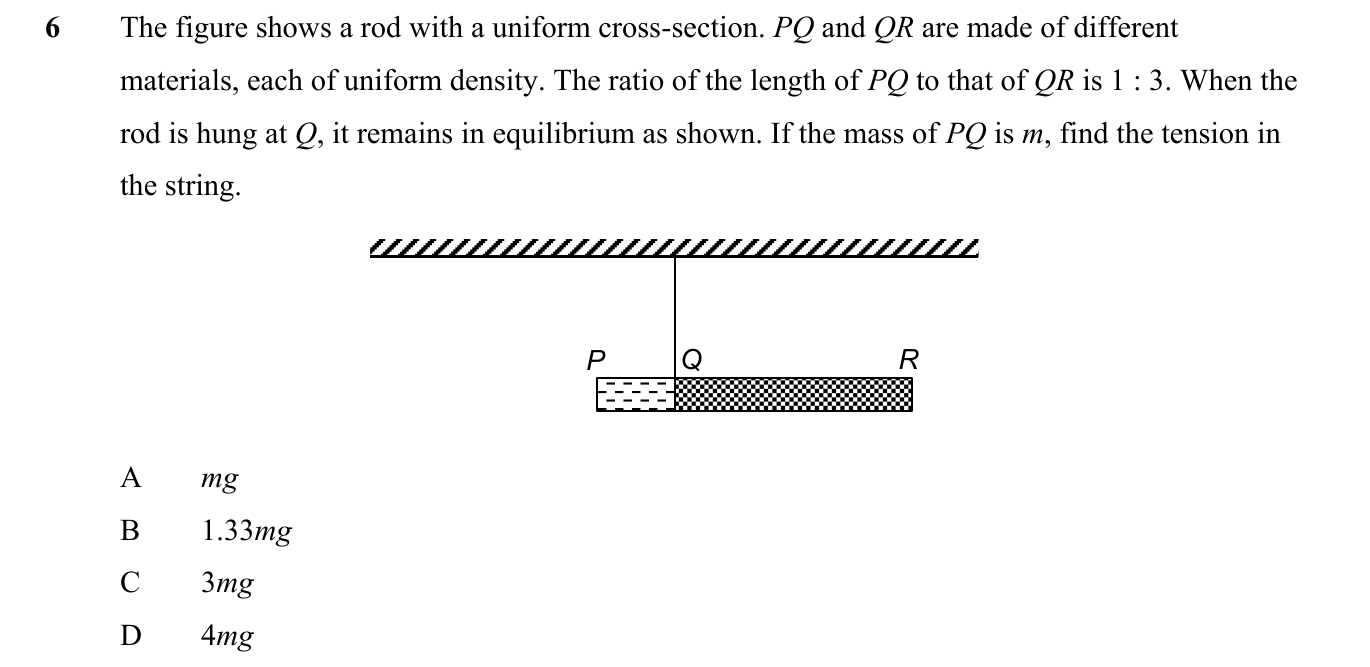 6 The figure shows a rod with a uniform cross-section. PQ and QR are made of different
materials, each of uniform density. The ratio of the length of PQ to that of QR is 1 : 3. When the
rod is hung at Q, it remains in equilibrium as shown. If the mass of PQ is m, find the tension in
the string.
P Q R
A mg
B 1.33mg
C 3mg
D 4mg